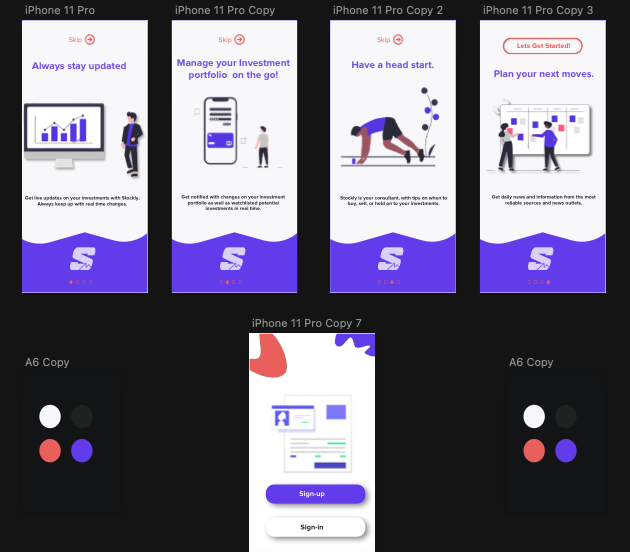 iPhone 11 Pro
iPhone 11 Pro Copy
iPhone 11 Pro Copy 2
iPhone 11 Pro Copy 3
Skip
Always stay updated
Get live updates on your investments with Stockly.
Always keep up with real time changes.
S
Skip
Manage your Investment
portfolio on the go!
Get notified with changes on your investment
portfolio as well as watchlisted potential
investments in real time.
S
Skip
Have a head start.
Stockly is your consultant, with tips on when to
buy, sell, or hold on to your investments.
S
Lets Get Started!
Plan your next moves.
Get daily news and information from the most
reliable sources and news outlets.
S
iPhone 11 Pro Copy 7
A6 Copy
A6 Copy
Sign-up
Sign-in